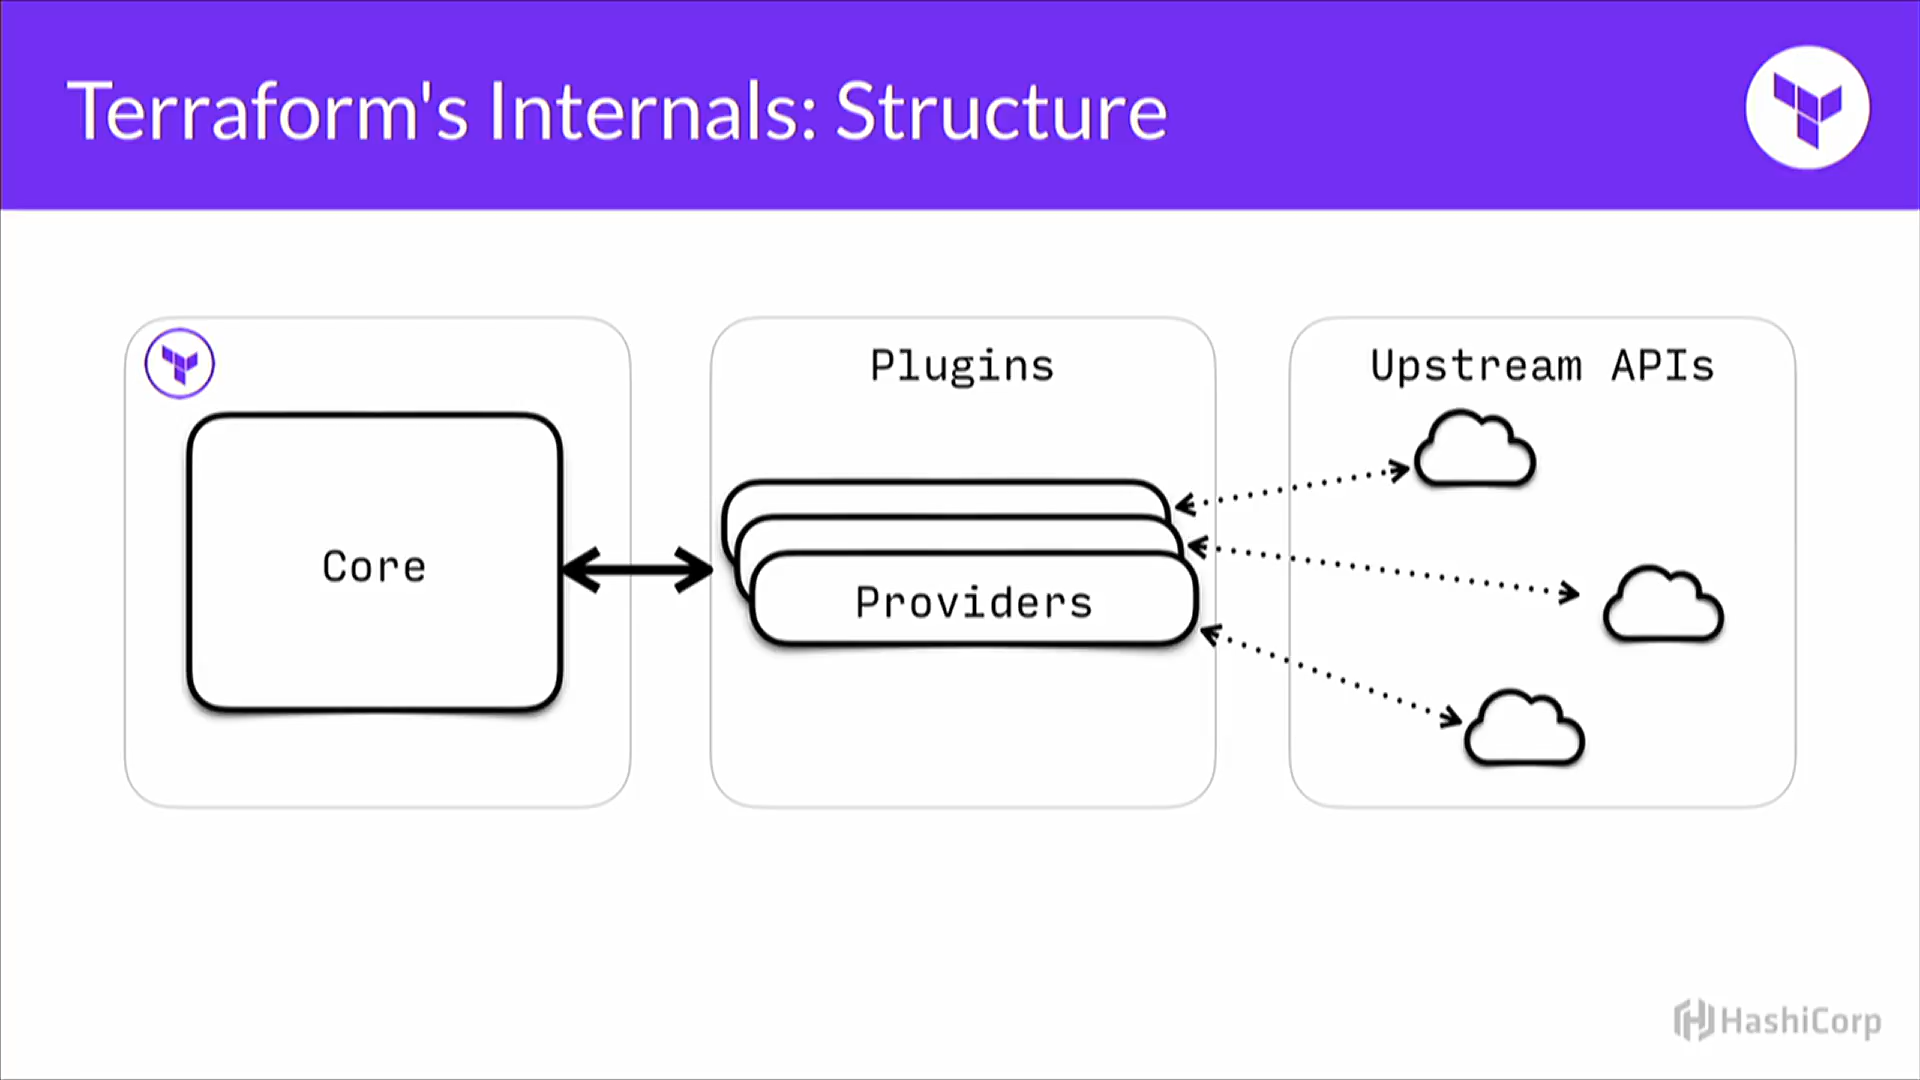 Terraform's Internals: Structure
Plugins
Upstream APIs
Core
Providers
HashiCorp